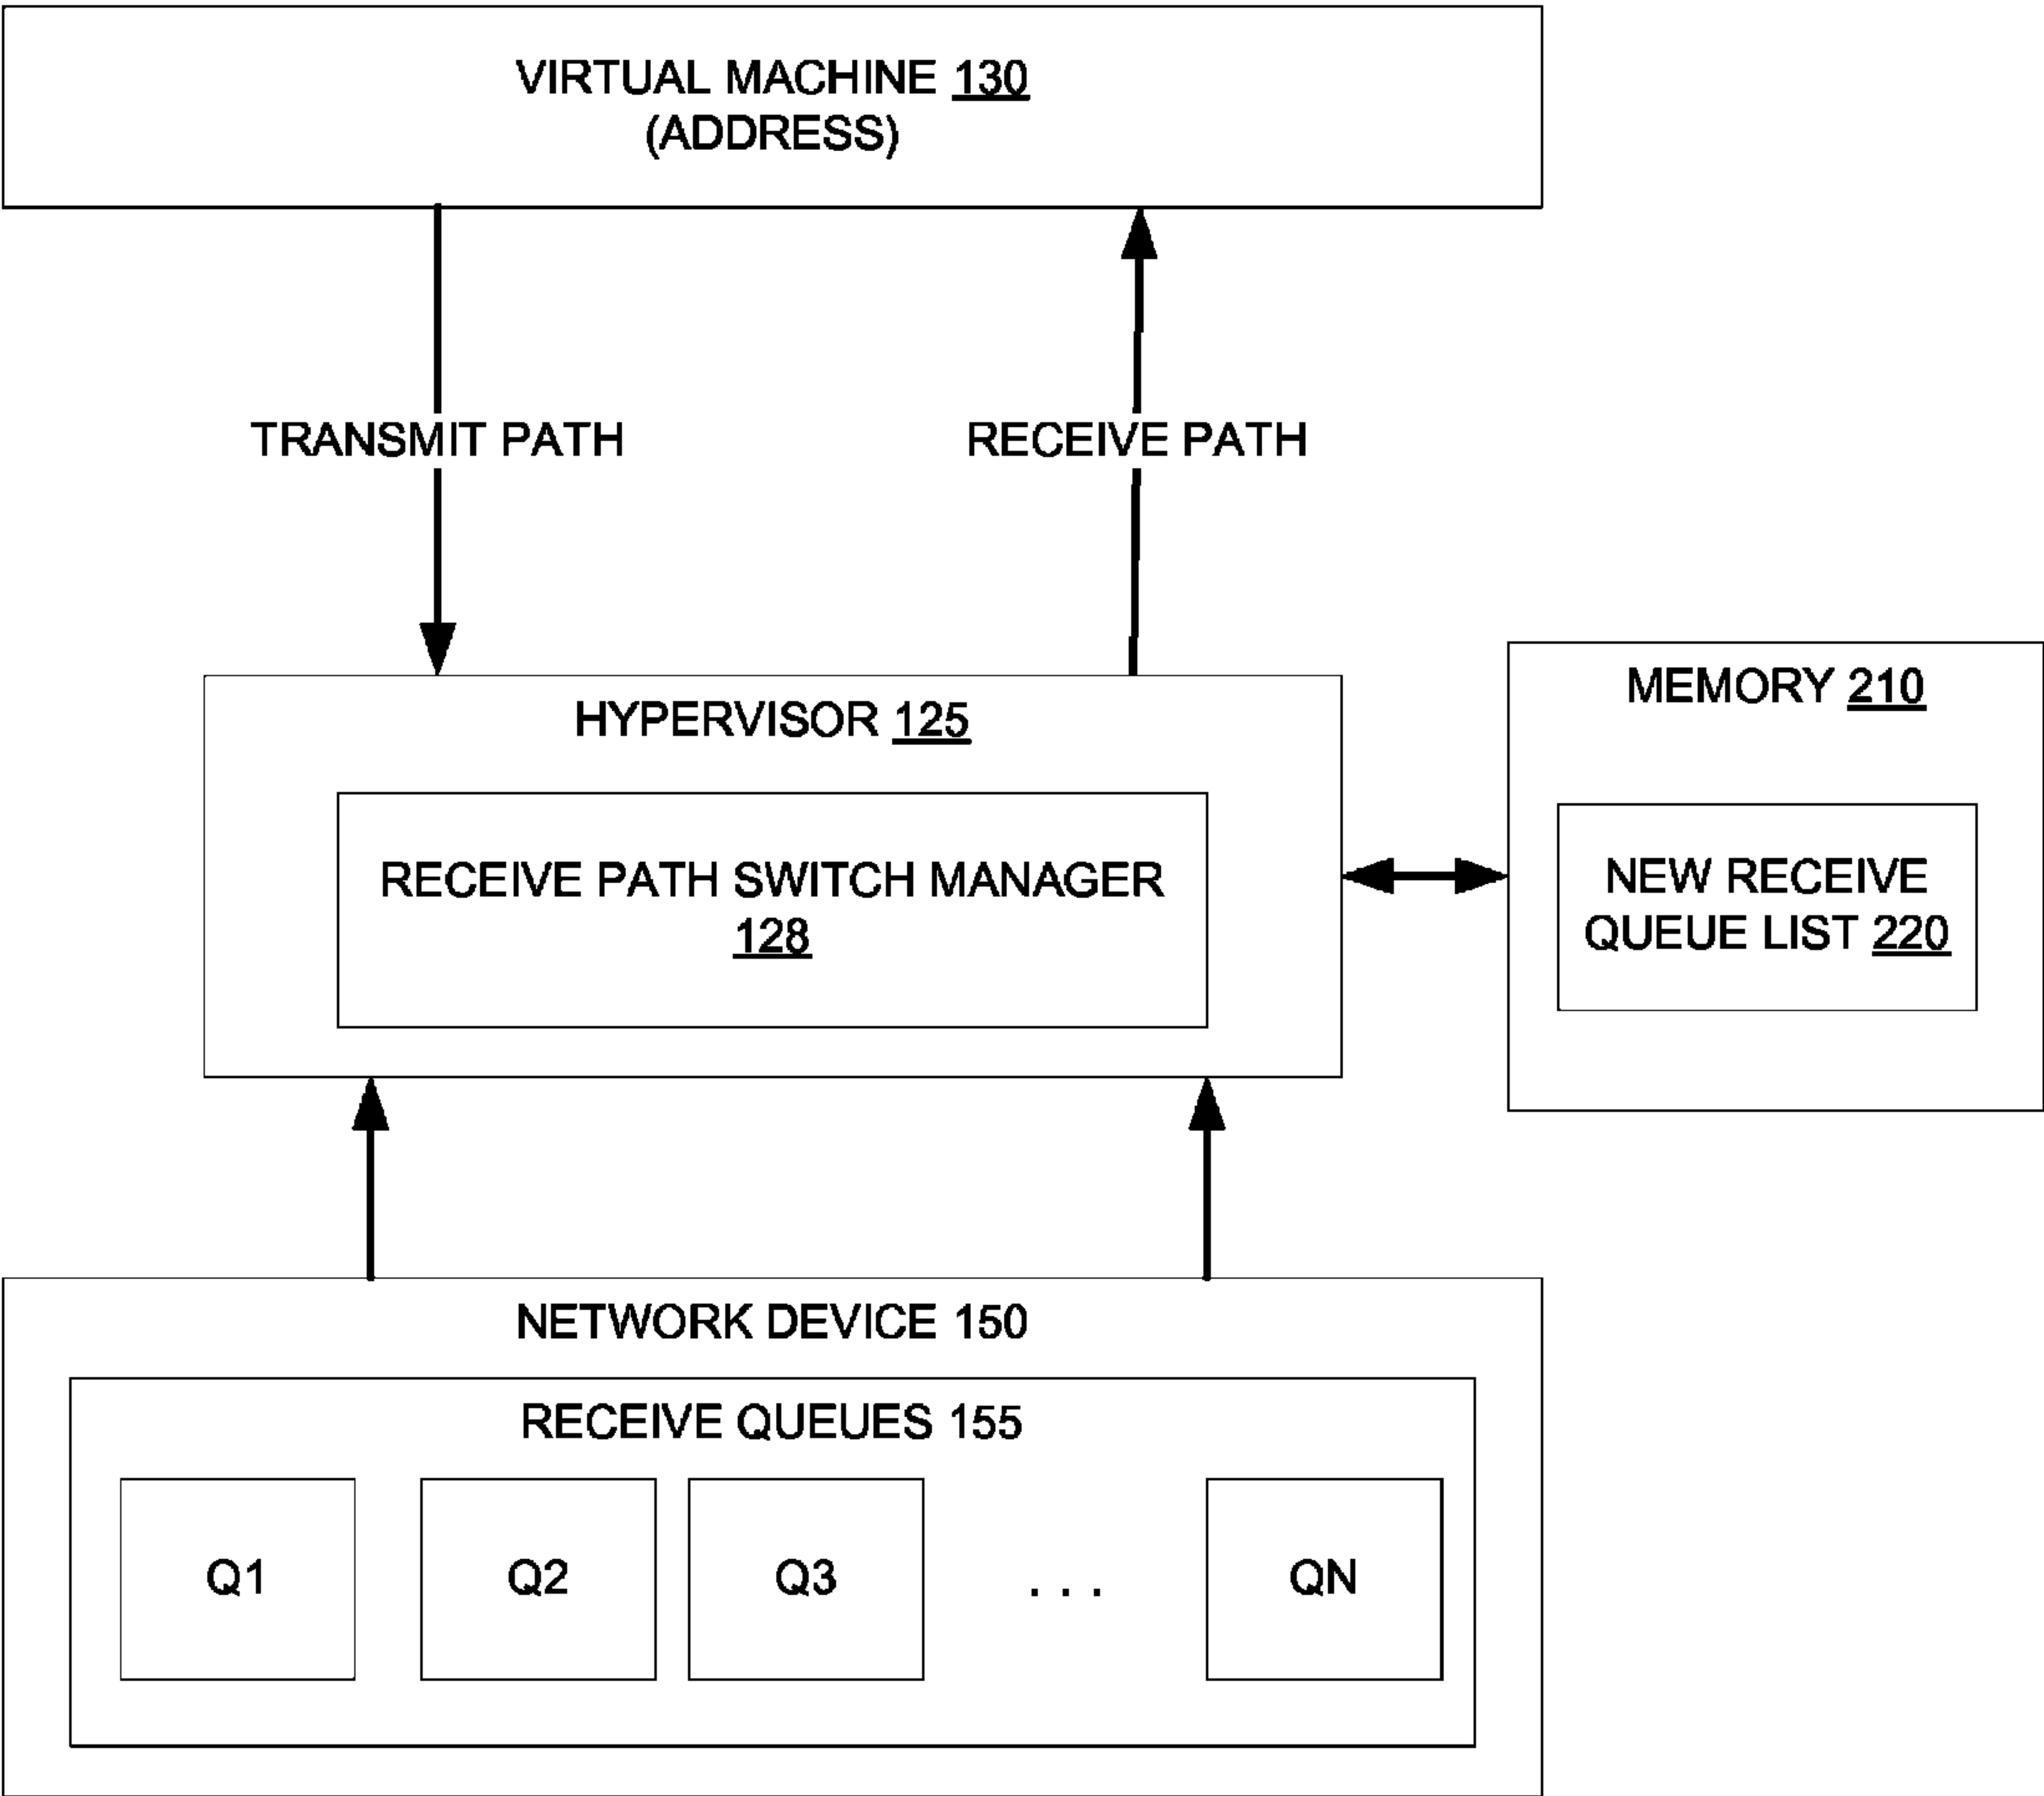 VIRTUAL MACHINE 130
(ADDRESS)
TRANSMIT PATH
RECEIVE PATH
HYPERVISOR 125
RECEIVE PATH SWITCH MANAGER
128
MEMORY 210
NEW RECEIVE
QUEUE LIST 220
NETWORK DEVICE 150
RECEIVE QUEUES 155
Q1
Q2
Q3
. . .
QN